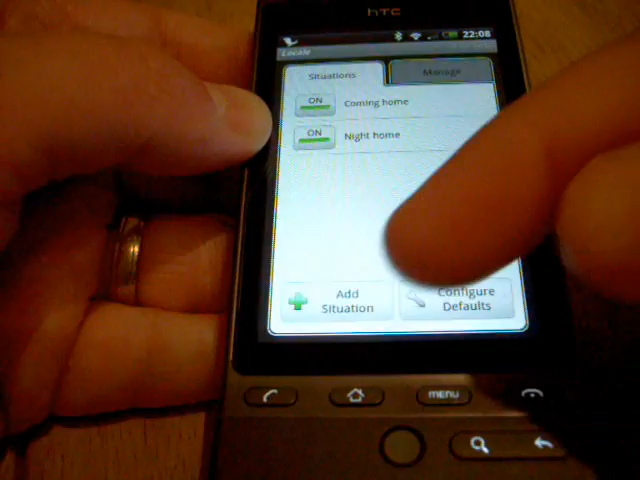 hTC
22:08
Locale
Situations
Manage
ON
Coming home
ON
Night home
Add
Situation
Configure
Defaults
MENU